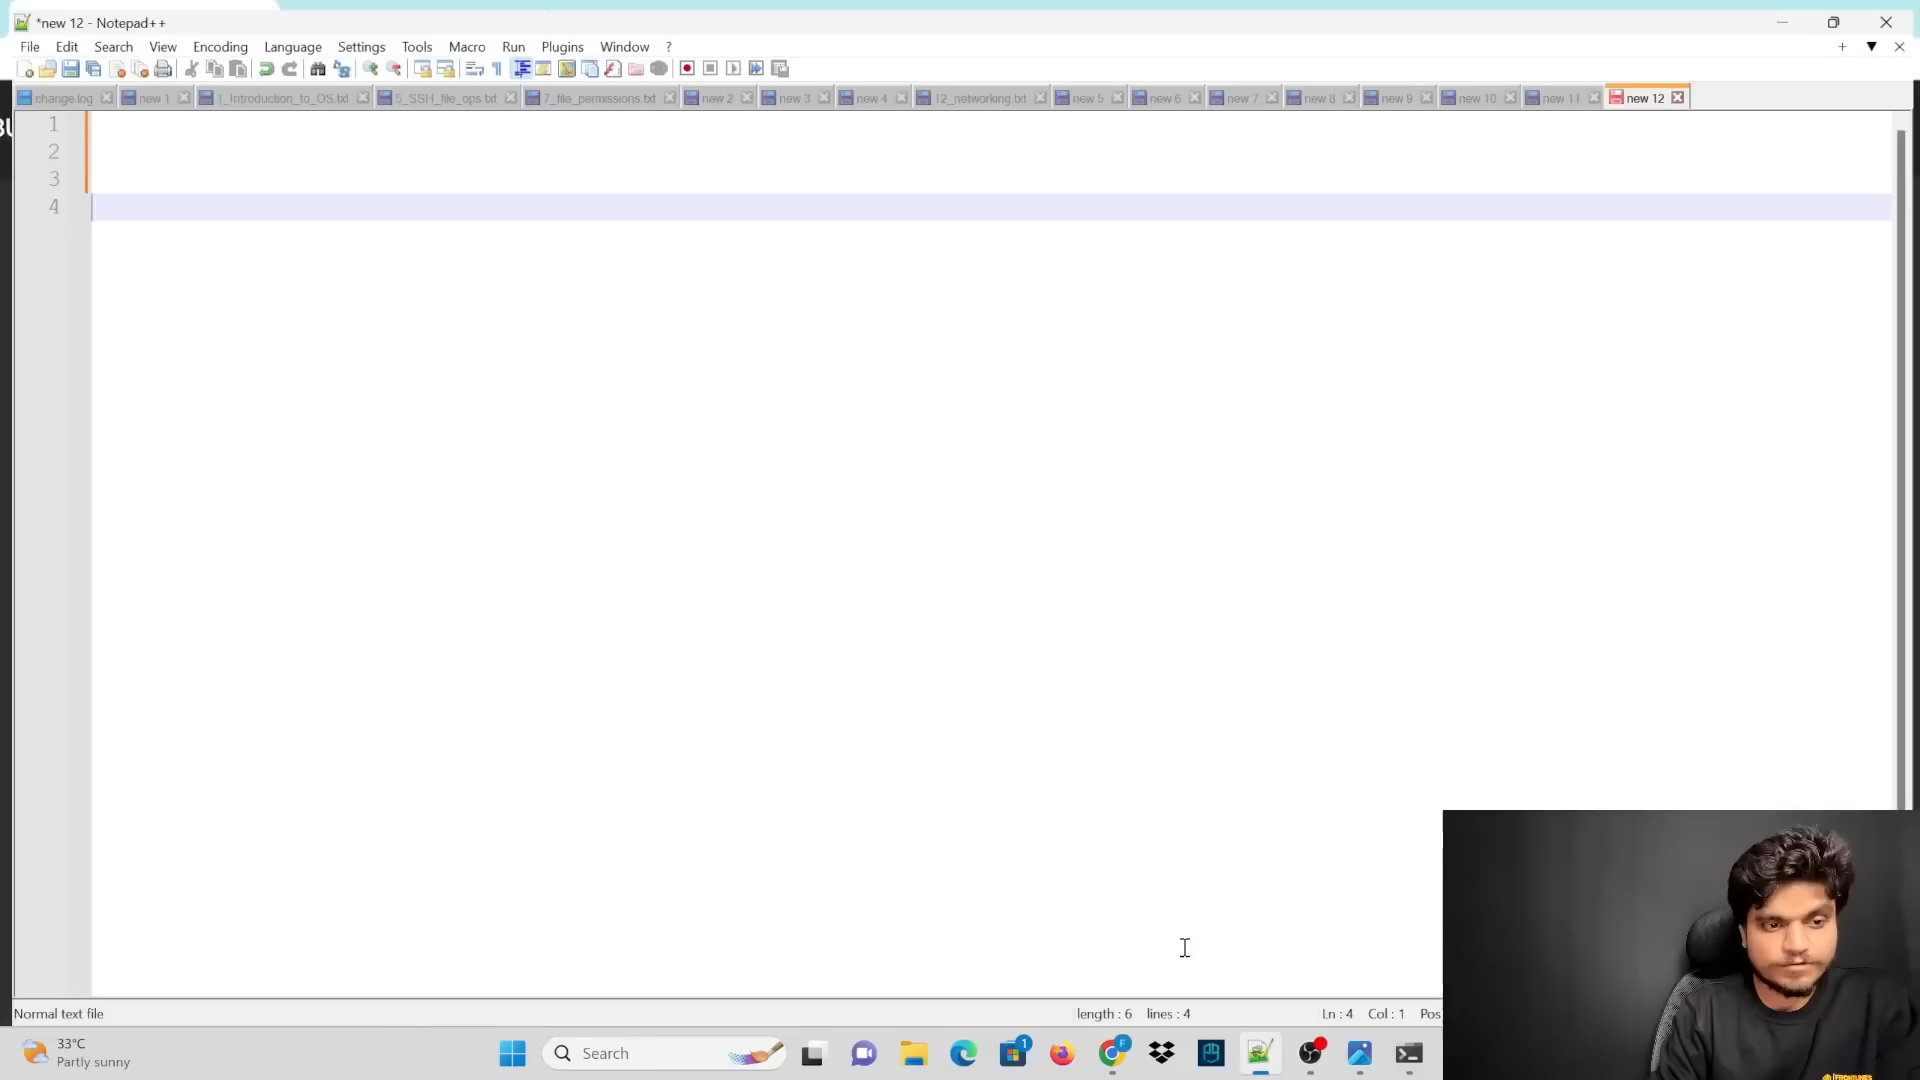 *new 12 - Notepad++
File Edit Search View Encoding Language Settings Tools Macro Run Plugins Window ?
change.log new 1 1_Introduction_to_OS.txt 5_SSH_file_ops.txt 7_file_permissions.txt new 2 new 3 new 4 12_networking.txt new 5 new 6 new 7 new 8 new 9 new 10 new 11 new 12
1
2
3
4
Normal text file length : 6 lines : 4 Ln : 4 Col : 1 Pos
33°C
Partly sunny
Search
1
F
FRONTLINES